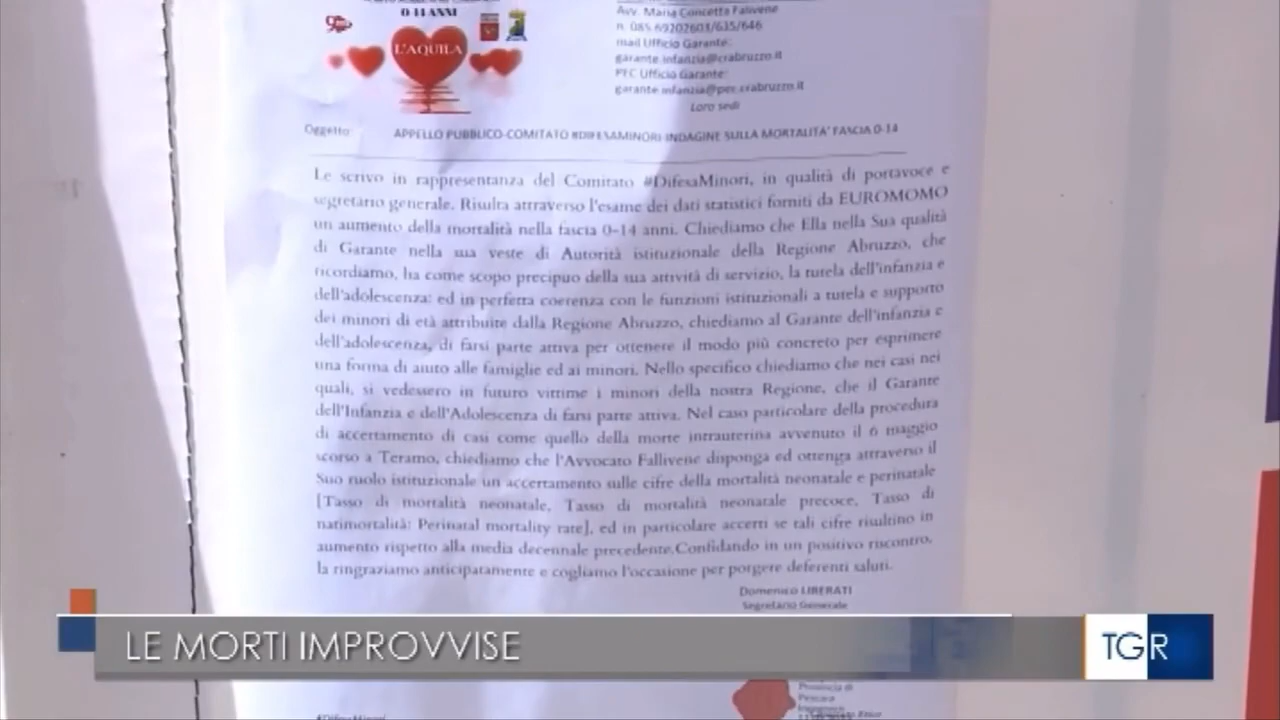 0-14 ANNI
L'AQUILA
Avv. Maria Concetta Falivene
n. 085.69202603/635/646
mail Ufficio Garante:
garante.infanzia@crabruzzo.it
PEC Ufficio Garante:
garante.infanzia@pec.crabruzzo.it
Loro sedi
Oggetto: APPELLO PUBBLICO-COMITATO #DIFESAMINORI-INDAGINE SULLA MORTALITA' FASCIA 0-14
Le scrivo in rappresentanza del Comitato #DifesaMinori, in qualità di portavoce e
segretario generale. Risulta attraverso l'esame dei dati statistici forniti da EUROMOMO
un aumento della mortalità nella fascia 0-14 anni. Chiediamo che Ella nella Sua qualità
di Garante nella sua veste di Autorità istituzionale della Regione Abruzzo, che
ricordiamo, ha come scopo precipuo della sua attività di servizio, la tutela dell'infanzia e
dell'adolescenza: ed in perfetta coerenza con le funzioni istituzionali a tutela e supporto
dei minori di età attribuite dalla Regione Abruzzo, chiediamo al Garante dell'infanzia e
dell'adolescenza, di farsi parte attiva per ottenere il modo più concreto per esprimere
una forma di aiuto alle famiglie ed ai minori. Nello specifico chiediamo che nei casi nei
quali, si vedessero in futuro vittime i minori della nostra Regione, che il Garante
dell'Infanzia e dell'Adolescenza di farsi parte attiva. Nel caso particolare della procedura
di accertamento di casi come quello della morte intrauterina avvenuto il 6 maggio
scorso a Teramo, chiediamo che l'Avvocato Fallivene disponga ed ottenga attraverso il
Suo ruolo istituzionale un accertamento sulle cifre della mortalità neonatale e perinatale
[Tasso di mortalità neonatale, Tasso di mortalità neonatale precoce, Tasso di
natimortalità: Perinatal mortality rate], ed in particolare accerti se tali cifre risultino in
aumento rispetto alla media decennale precedente.Confidando in un positivo riscontro,
la ringraziamo anticipatamente e cogliamo l'occasione per porgere deferenti saluti.
Domenico LIBERATI
Segretario Generale
LE MORTI IMPROVVISE
TGR
Provincia di
Pescara
#DifesaMinori